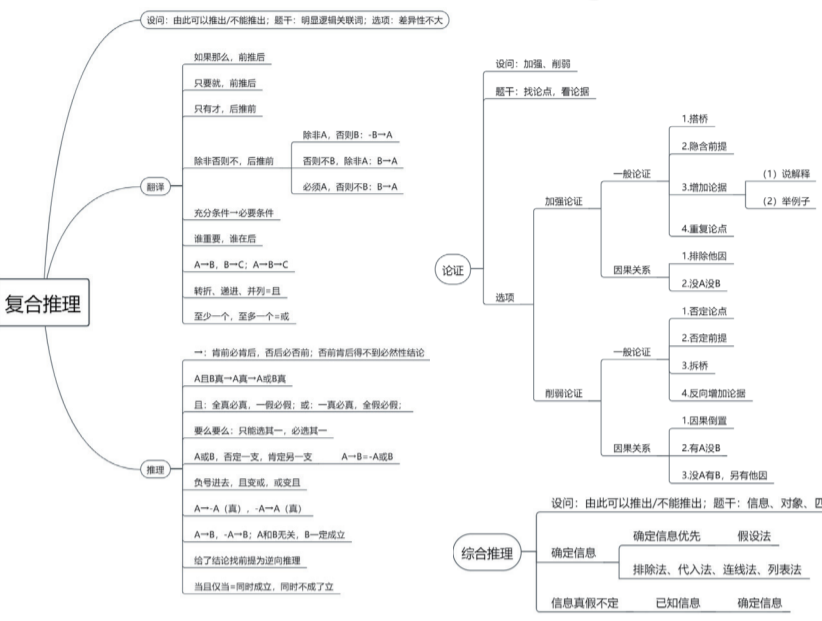 复合推理
设问：由此可以推出/不能推出；题干：明显逻辑关联词；选项：差异性不大
翻译
如果那么，前推后
只要就，前推后
只有才，后推前
除非否则不，后推前
除非A，否则B：-B→A
否则不B，除非A：B→A
必须A，否则不B：B→A
充分条件→必要条件
谁重要，谁在后
A→B，B→C；A→B→C
转折、递进、并列=且
至少一个，至多一个=或
推理
→：肯前必肯后，否后必否前；否前肯后得不到必然性结论
A且B真→A真→A或B真
且：全真必真，一假必假；或：一真必真，全假必假；
要么要么：只能选其一，必选其一
A或B，否定一支，肯定另一支 A→B=-A或B
负号进去，且变或，或变且
A→-A（真）, -A→A（真）
A→B，-A→B；A和B无关，B一定成立
给了结论找前提为逆向推理
当且仅当=同时成立，同时不成了立
论证
设问：加强、削弱
题干：找论点，看论据
选项
加强论证
一般论证
1.搭桥
2.隐含前提
3.增加论据
（1）说解释
（2）举例子
4.重复论点
因果关系
1.排除他因
2.没A没B
削弱论证
一般论证
1.否定论点
2.否定前提
3.拆桥
4.反向增加论据
因果关系
1.因果倒置
2.有A没B
3.没A有B，另有他因
综合推理
设问：由此可以推出/不能推出；题干：信息、对象、四
确定信息
确定信息优先 假设法
排除法、代入法、连线法、列表法
信息真假不定 已知信息 确定信息